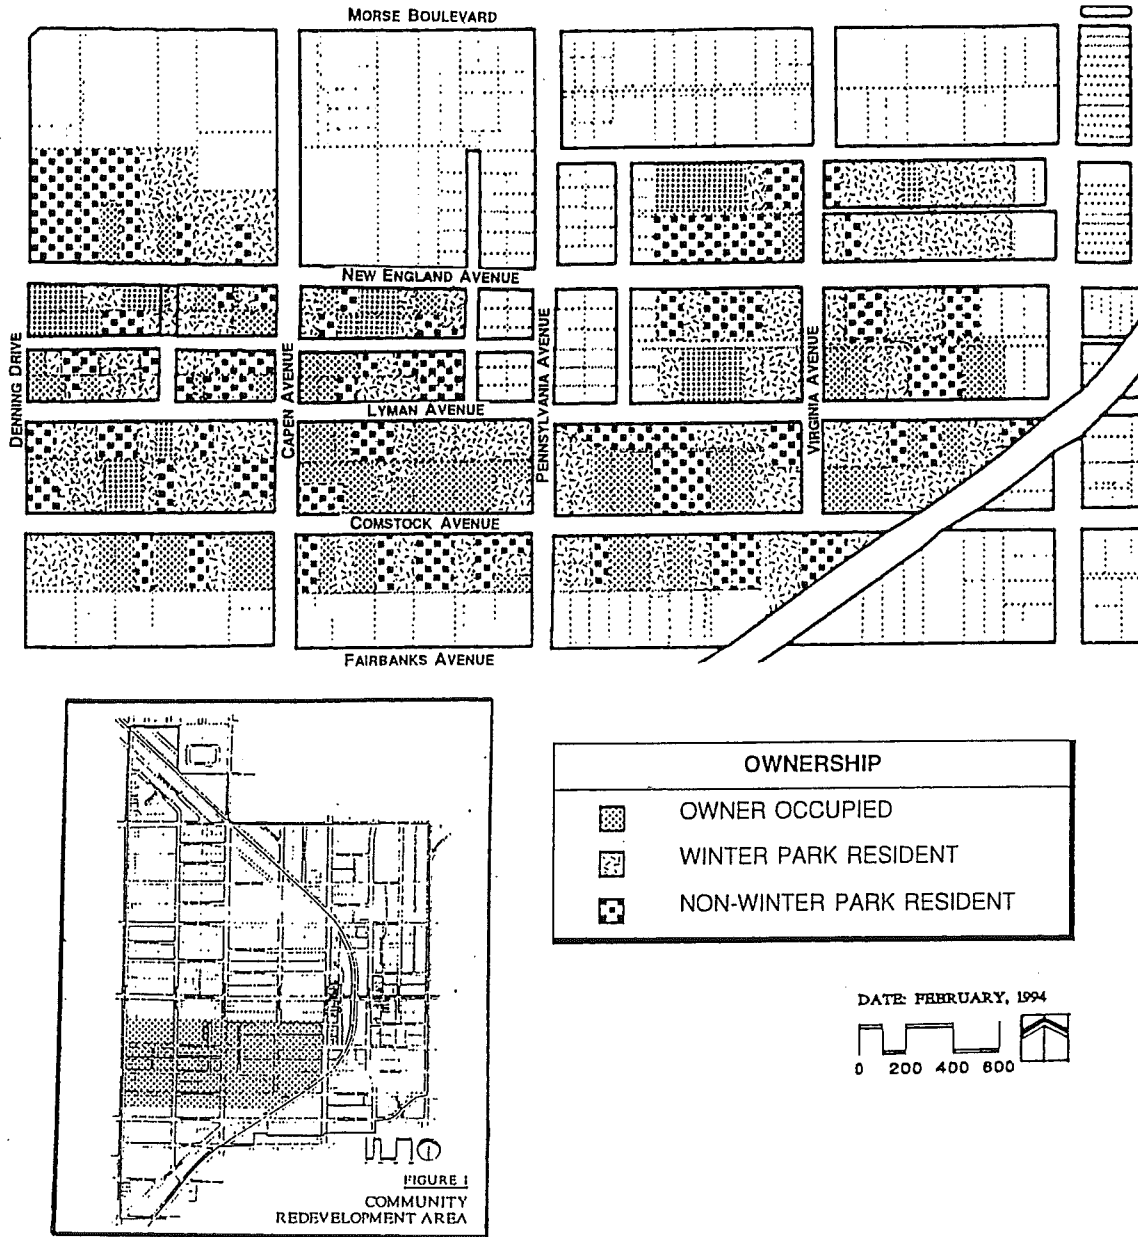 MORSE BOULEVARD
NEW ENGLAND AVENUE
DENNING DRIVE
CAPEN AVENUE
PENNSYLVANIA AVENUE
VIRGINIA AVENUE
LYMAN AVENUE
COMSTOCK AVENUE
FAIRBANKS AVENUE
OWNERSHIP
OWNER OCCUPIED
WINTER PARK RESIDENT
NON-WINTER PARK RESIDENT
DATE: FEBRUARY, 1994
0 200 400 600
FIGURE 1
COMMUNITY
REDEVELOPMENT AREA